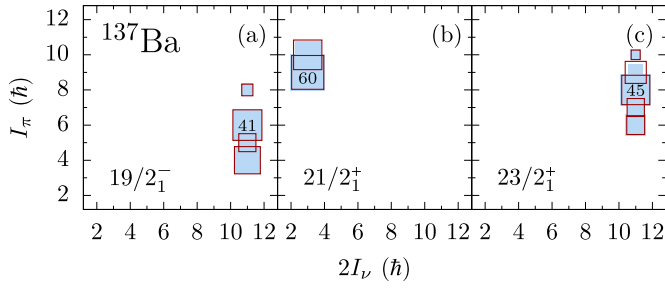 12
10
8
6
4
2
I_π (ħ)
¹³⁷Ba
(a)
41
19/2₁⁻
(b)
60
21/2₁⁺
(c)
45
23/2₁⁺
2 4 6 8 10 12 2 4 6 8 10 12 2 4 6 8 10 12
2I_ν (ħ)